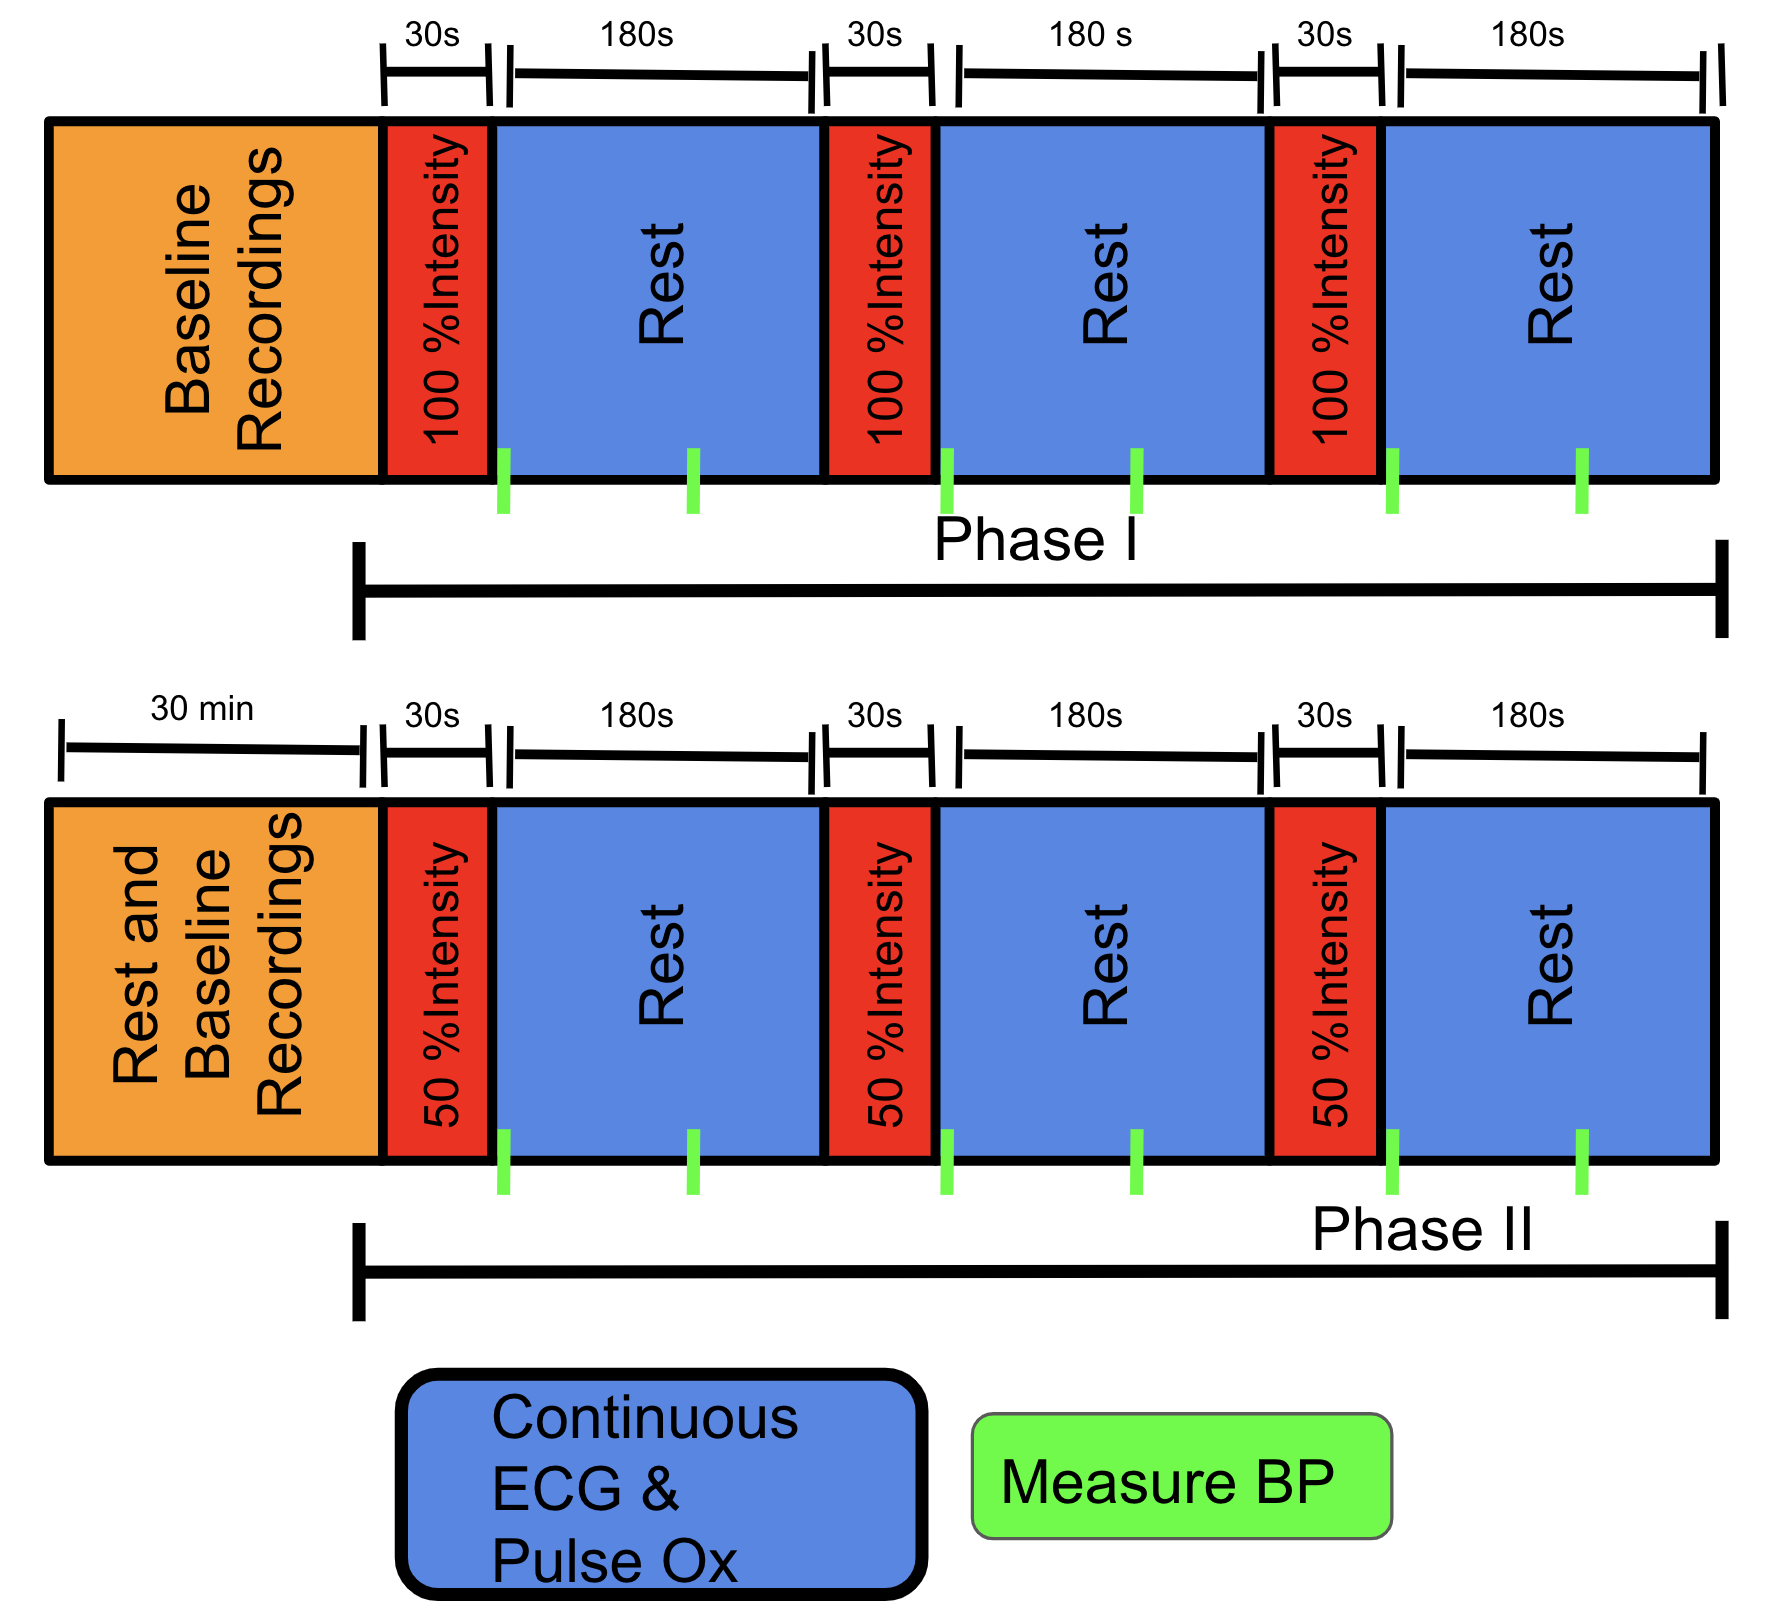 30s
180s
30s
180 s
30s
180s
Baseline
Recordings
100 %Intensity
Rest
100 %Intensity
Rest
100 %Intensity
Rest
Phase I
30 min
30s
180s
30s
180s
30s
180s
Rest and
Baseline
Recordings
50 %Intensity
Rest
50 %Intensity
Rest
50 %Intensity
Rest
Phase II
Continuous
ECG &
Pulse Ox
Measure BP